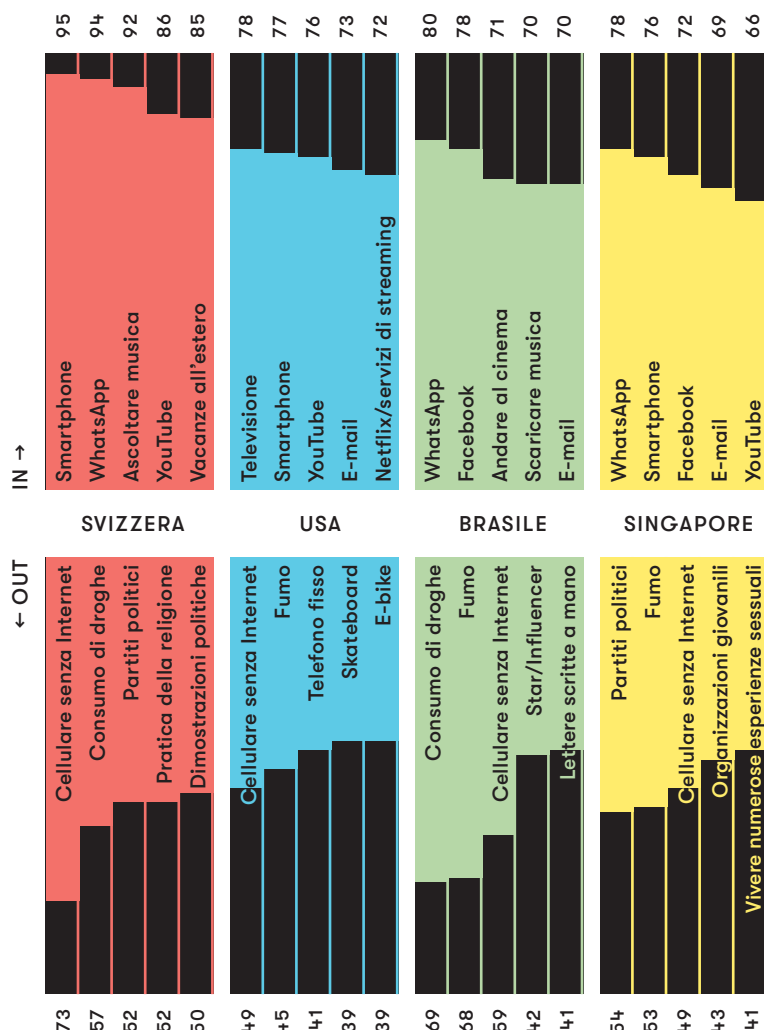 IN →
95 94 92 86 85
Smartphone
WhatsApp
Ascoltare musica
YouTube
Vacanze all'estero
78 77 76 73 72
Televisione
Smartphone
YouTube
E-mail
Netflix/servizi di streaming
80 78 71 70 70
WhatsApp
Facebook
Andare al cinema
Scaricare musica
E-mail
78 76 72 69 66
WhatsApp
Smartphone
Facebook
E-mail
YouTube
SVIZZERA
USA
BRASILE
SINGAPORE
← OUT
Cellulare senza Internet
Consumo di droghe
Partiti politici
Pratica della religione
Dimostrazioni politiche
73 57 52 52 50
Cellulare senza Internet
Fumo
Telefono fisso
Skateboard
E-bike
49 45 41 39 39
Consumo di droghe
Fumo
Cellulare senza Internet
Star/Influencer
Lettere scritte a mano
69 68 59 42 41
Partiti politici
Fumo
Cellulare senza Internet
Organizzazioni giovanili
Vivere numerose esperienze sessuali
54 53 49 43 41